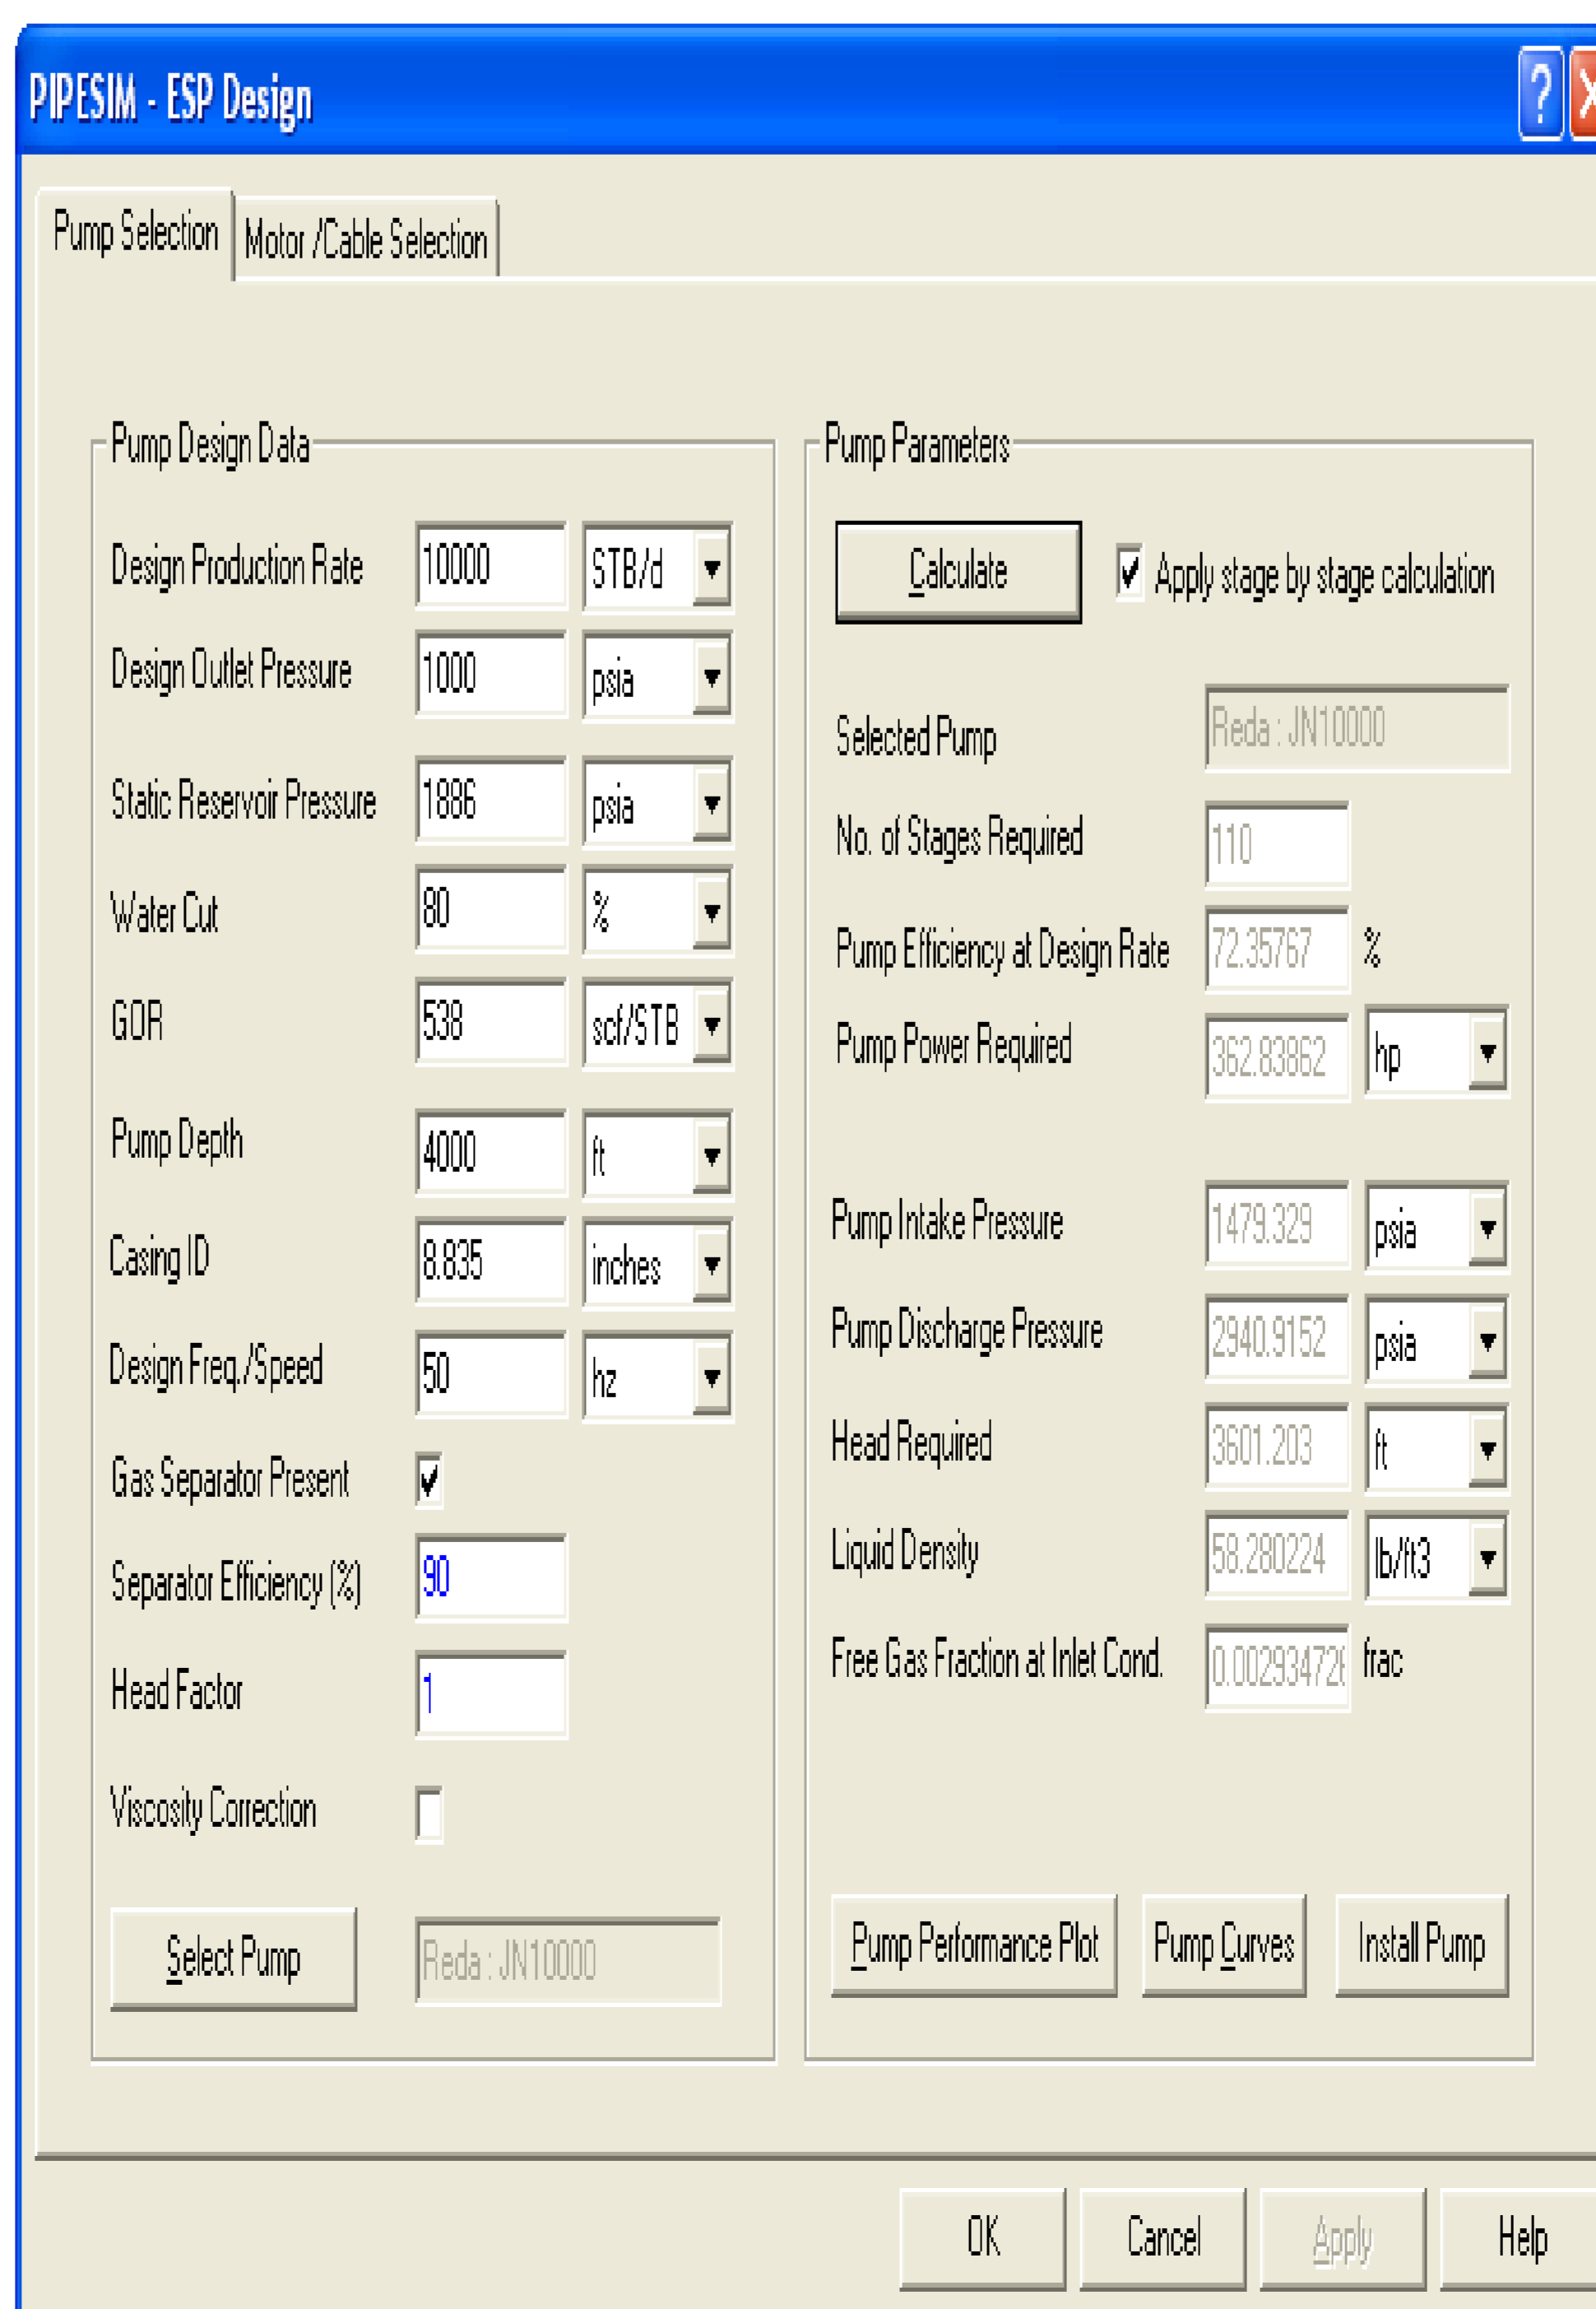 PIPESIM - ESP Design
?
Pump Selection
Motor /Cable Selection
Pump Design Data
Design Production Rate 10000 STB/d
Design Outlet Pressure 1000 psia
Static Reservoir Pressure 1886 psia
Water Cut 80 %
GOR 538 scf/STB
Pump Depth 4000 ft
Casing ID 8.835 inches
Design Freq./Speed 50 hz
Gas Separator Present
Separator Efficiency (%) 90
Head Factor 1
Viscosity Correction
Select Pump Reda : JN10000
Pump Parameters
Calculate Apply stage by stage calculation
Selected Pump Reda : JN10000
No. of Stages Required 110
Pump Efficiency at Design Rate 72.35767 %
Pump Power Required 362.83862 hp
Pump Intake Pressure 1479.329 psia
Pump Discharge Pressure 2940.9152 psia
Head Required 3601.203 ft
Liquid Density 58.280224 lb/ft3
Free Gas Fraction at Inlet Cond. 0.002934726 frac
Pump Performance Plot Pump Curves Install Pump
OK Cancel Apply Help